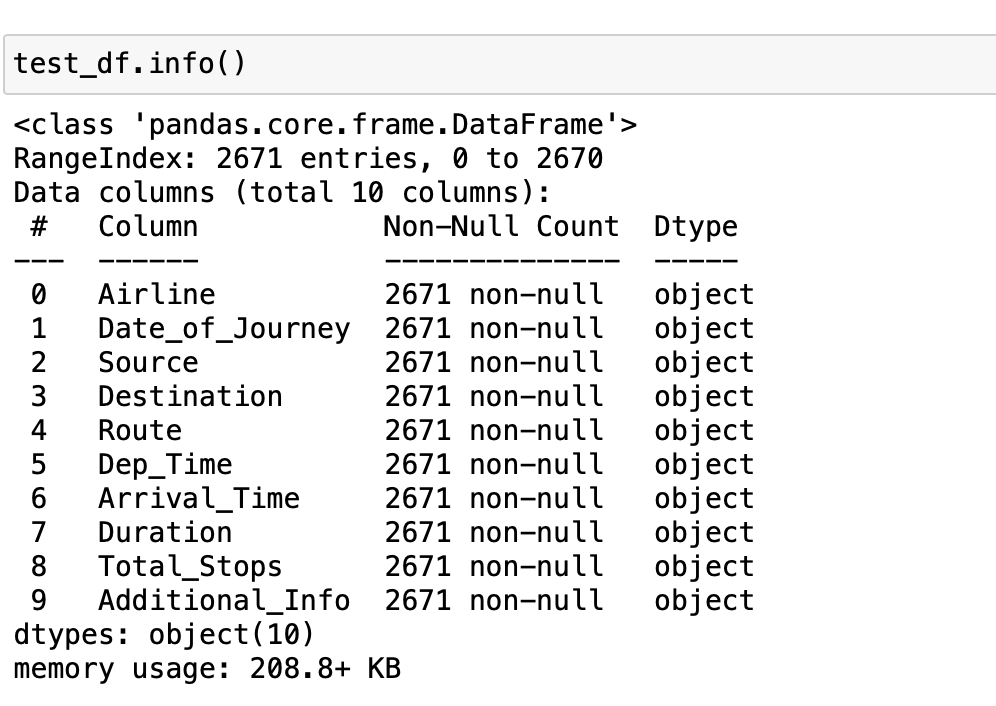 test_df.info()
<class 'pandas.core.frame.DataFrame'>
RangeIndex: 2671 entries, 0 to 2670
Data columns (total 10 columns):
 #   Column           Non-Null Count  Dtype
---  ------           --------------  -----
 0   Airline          2671 non-null   object
 1   Date_of_Journey  2671 non-null   object
 2   Source           2671 non-null   object
 3   Destination      2671 non-null   object
 4   Route            2671 non-null   object
 5   Dep_Time         2671 non-null   object
 6   Arrival_Time     2671 non-null   object
 7   Duration         2671 non-null   object
 8   Total_Stops      2671 non-null   object
 9   Additional_Info  2671 non-null   object
dtypes: object(10)
memory usage: 208.8+ KB